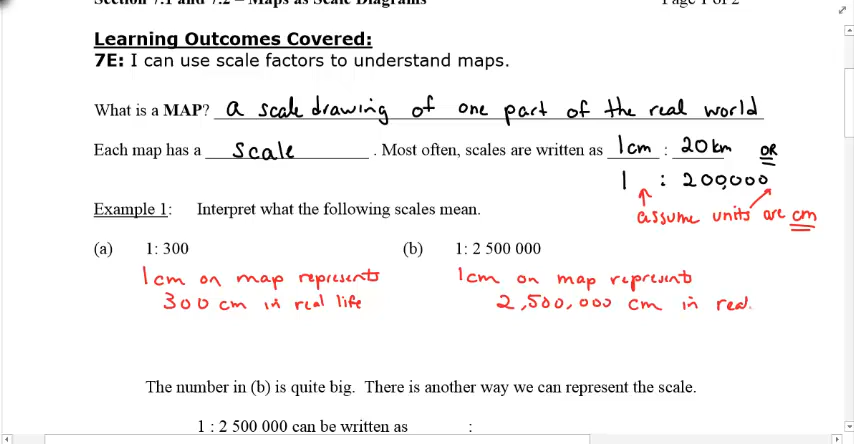 Section 7.1 and 7.2 – Maps as Scale Diagrams Page 1 of 2
Learning Outcomes Covered:
7E: I can use scale factors to understand maps.
What is a MAP? a scale drawing of one part of the real world
Each map has a scale . Most often, scales are written as 1cm : 20km OR
1 : 200,000
assume units are cm
Example 1: Interpret what the following scales mean.
(a) 1: 300 (b) 1: 2 500 000
1cm on map represents 1cm on map represents
300 cm in real life 2,500,000 cm in real
The number in (b) is quite big. There is another way we can represent the scale.
1 : 2 500 000 can be written as :